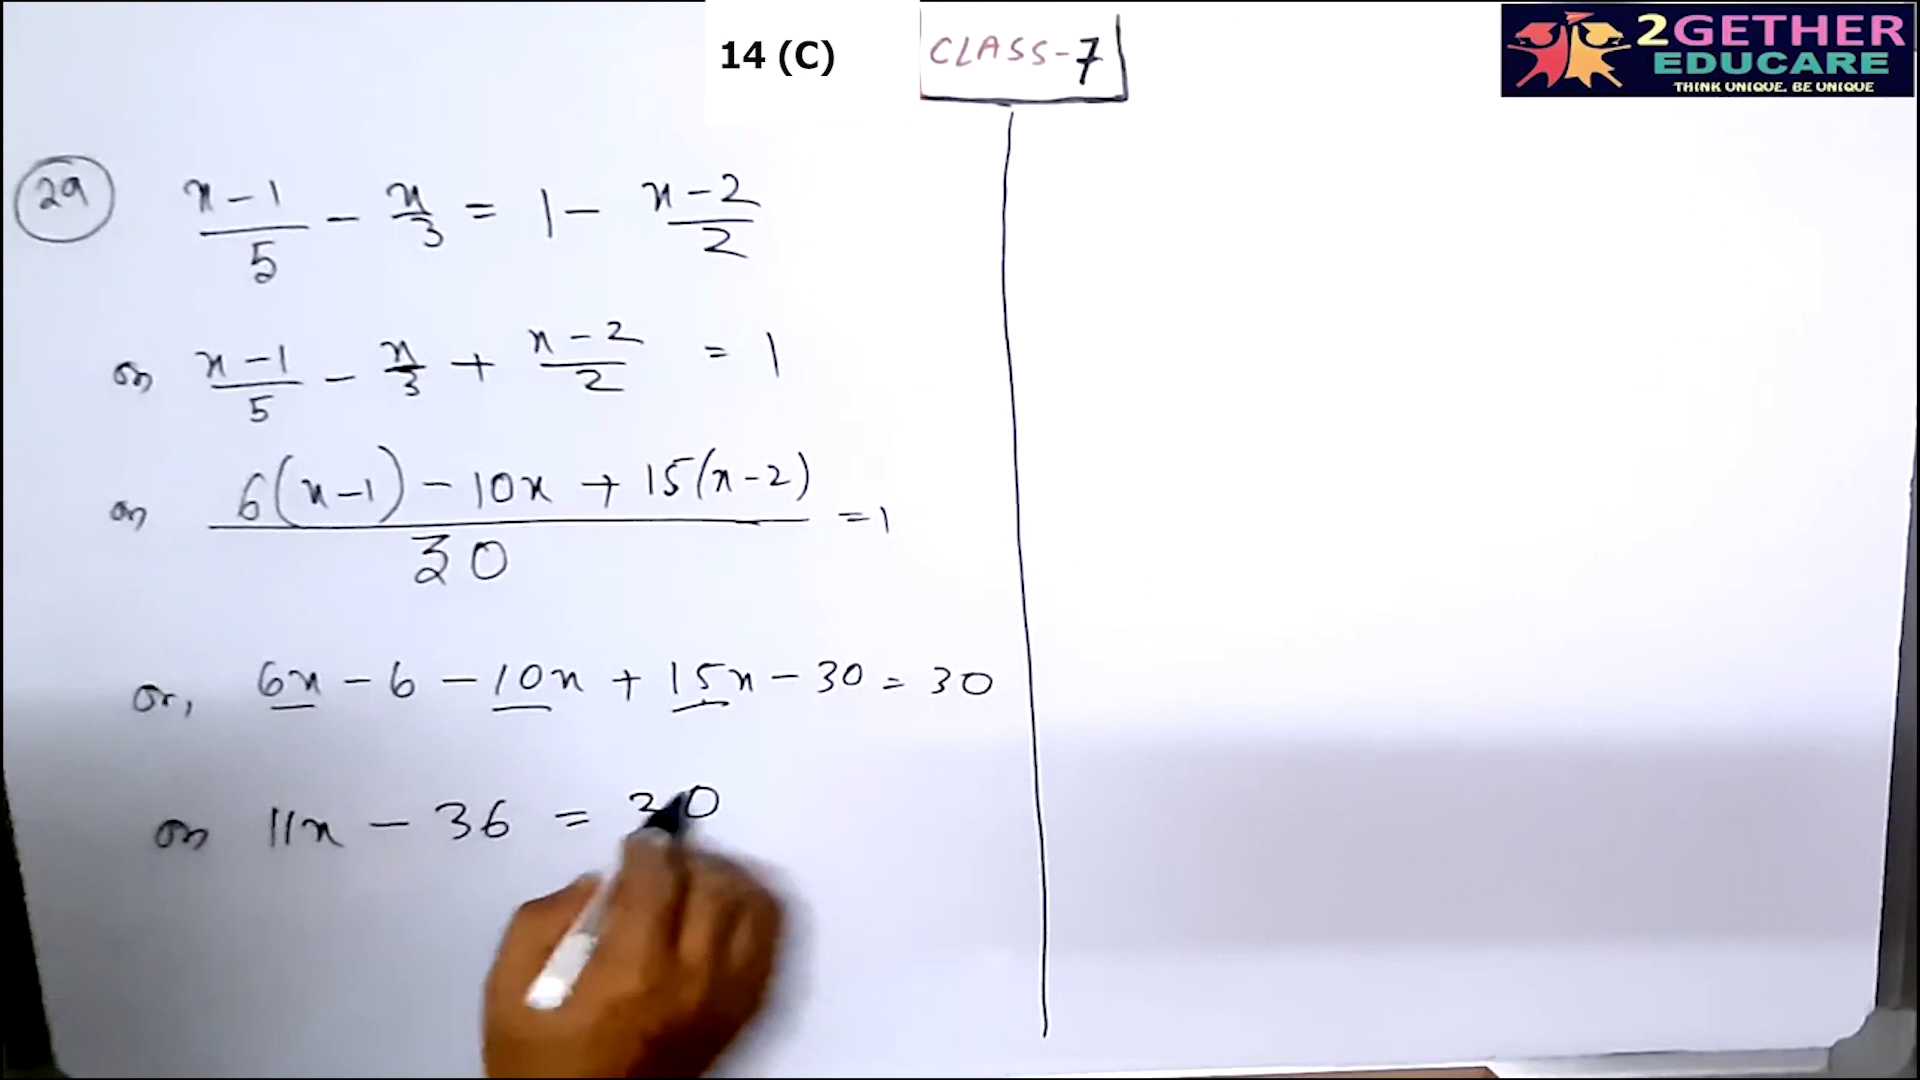 14 (C)
CLASS-7
2GETHER
EDUCARE
THINK UNIQUE. BE UNIQUE
29
x-1/5 - x/3 = 1 - x-2/2
or x-1/5 - x/3 + x-2/2 = 1
or 6(x-1) - 10x + 15(x-2)/30 = 1
or, 6x - 6 - 10x + 15x - 30 = 30
or 11x - 36 = 30